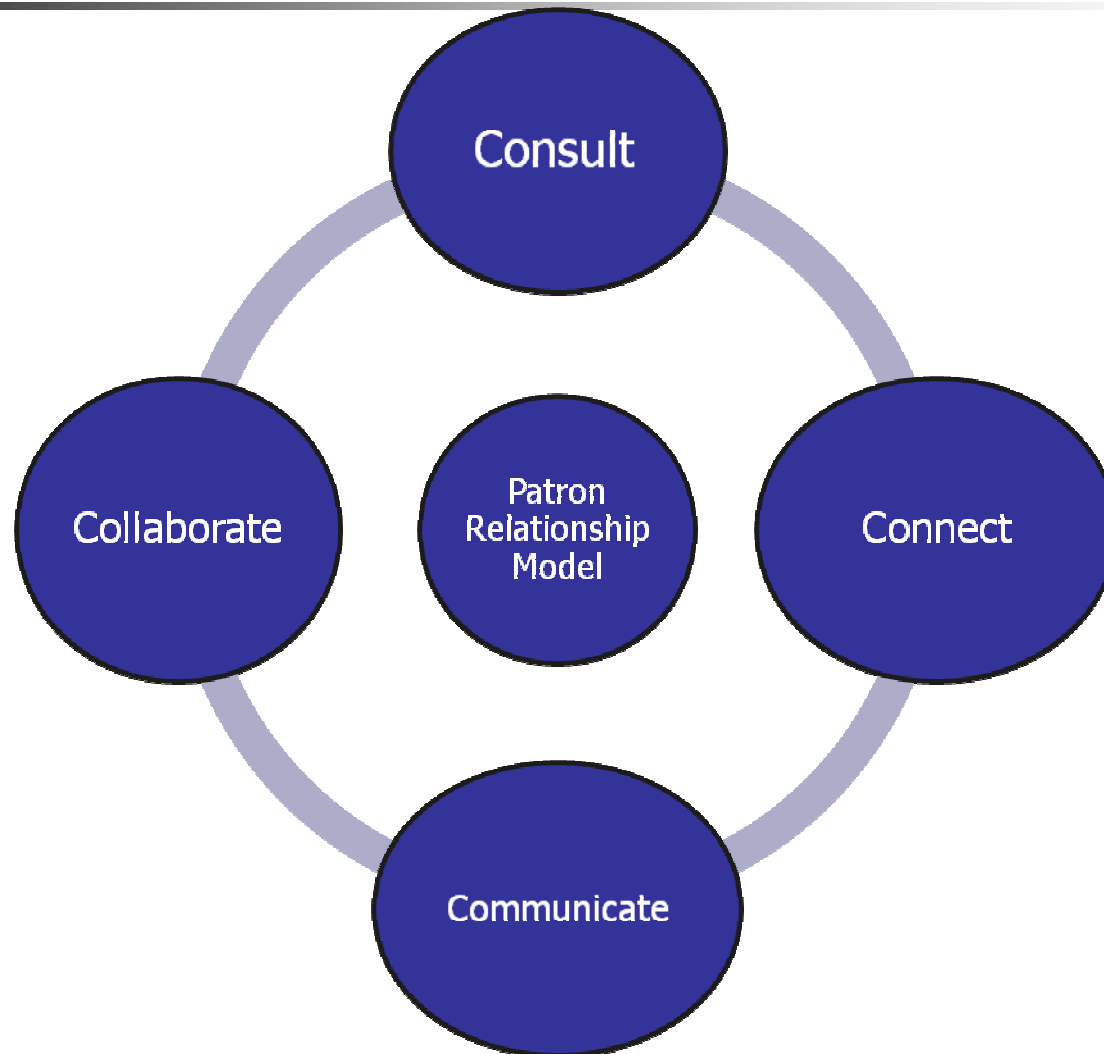 Consult
Collaborate
Patron
Relationship
Model
Connect
Communicate